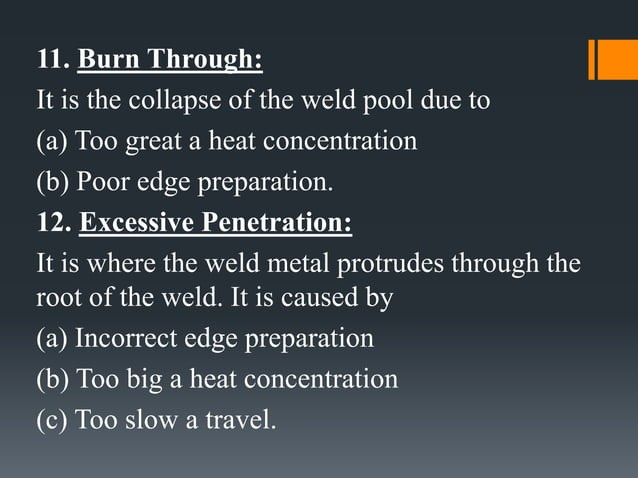 11. Burn Through:
It is the collapse of the weld pool due to
(a) Too great a heat concentration
(b) Poor edge preparation.
12. Excessive Penetration:
It is where the weld metal protrudes through the
root of the weld. It is caused by
(a) Incorrect edge preparation
(b) Too big a heat concentration
(c) Too slow a travel.